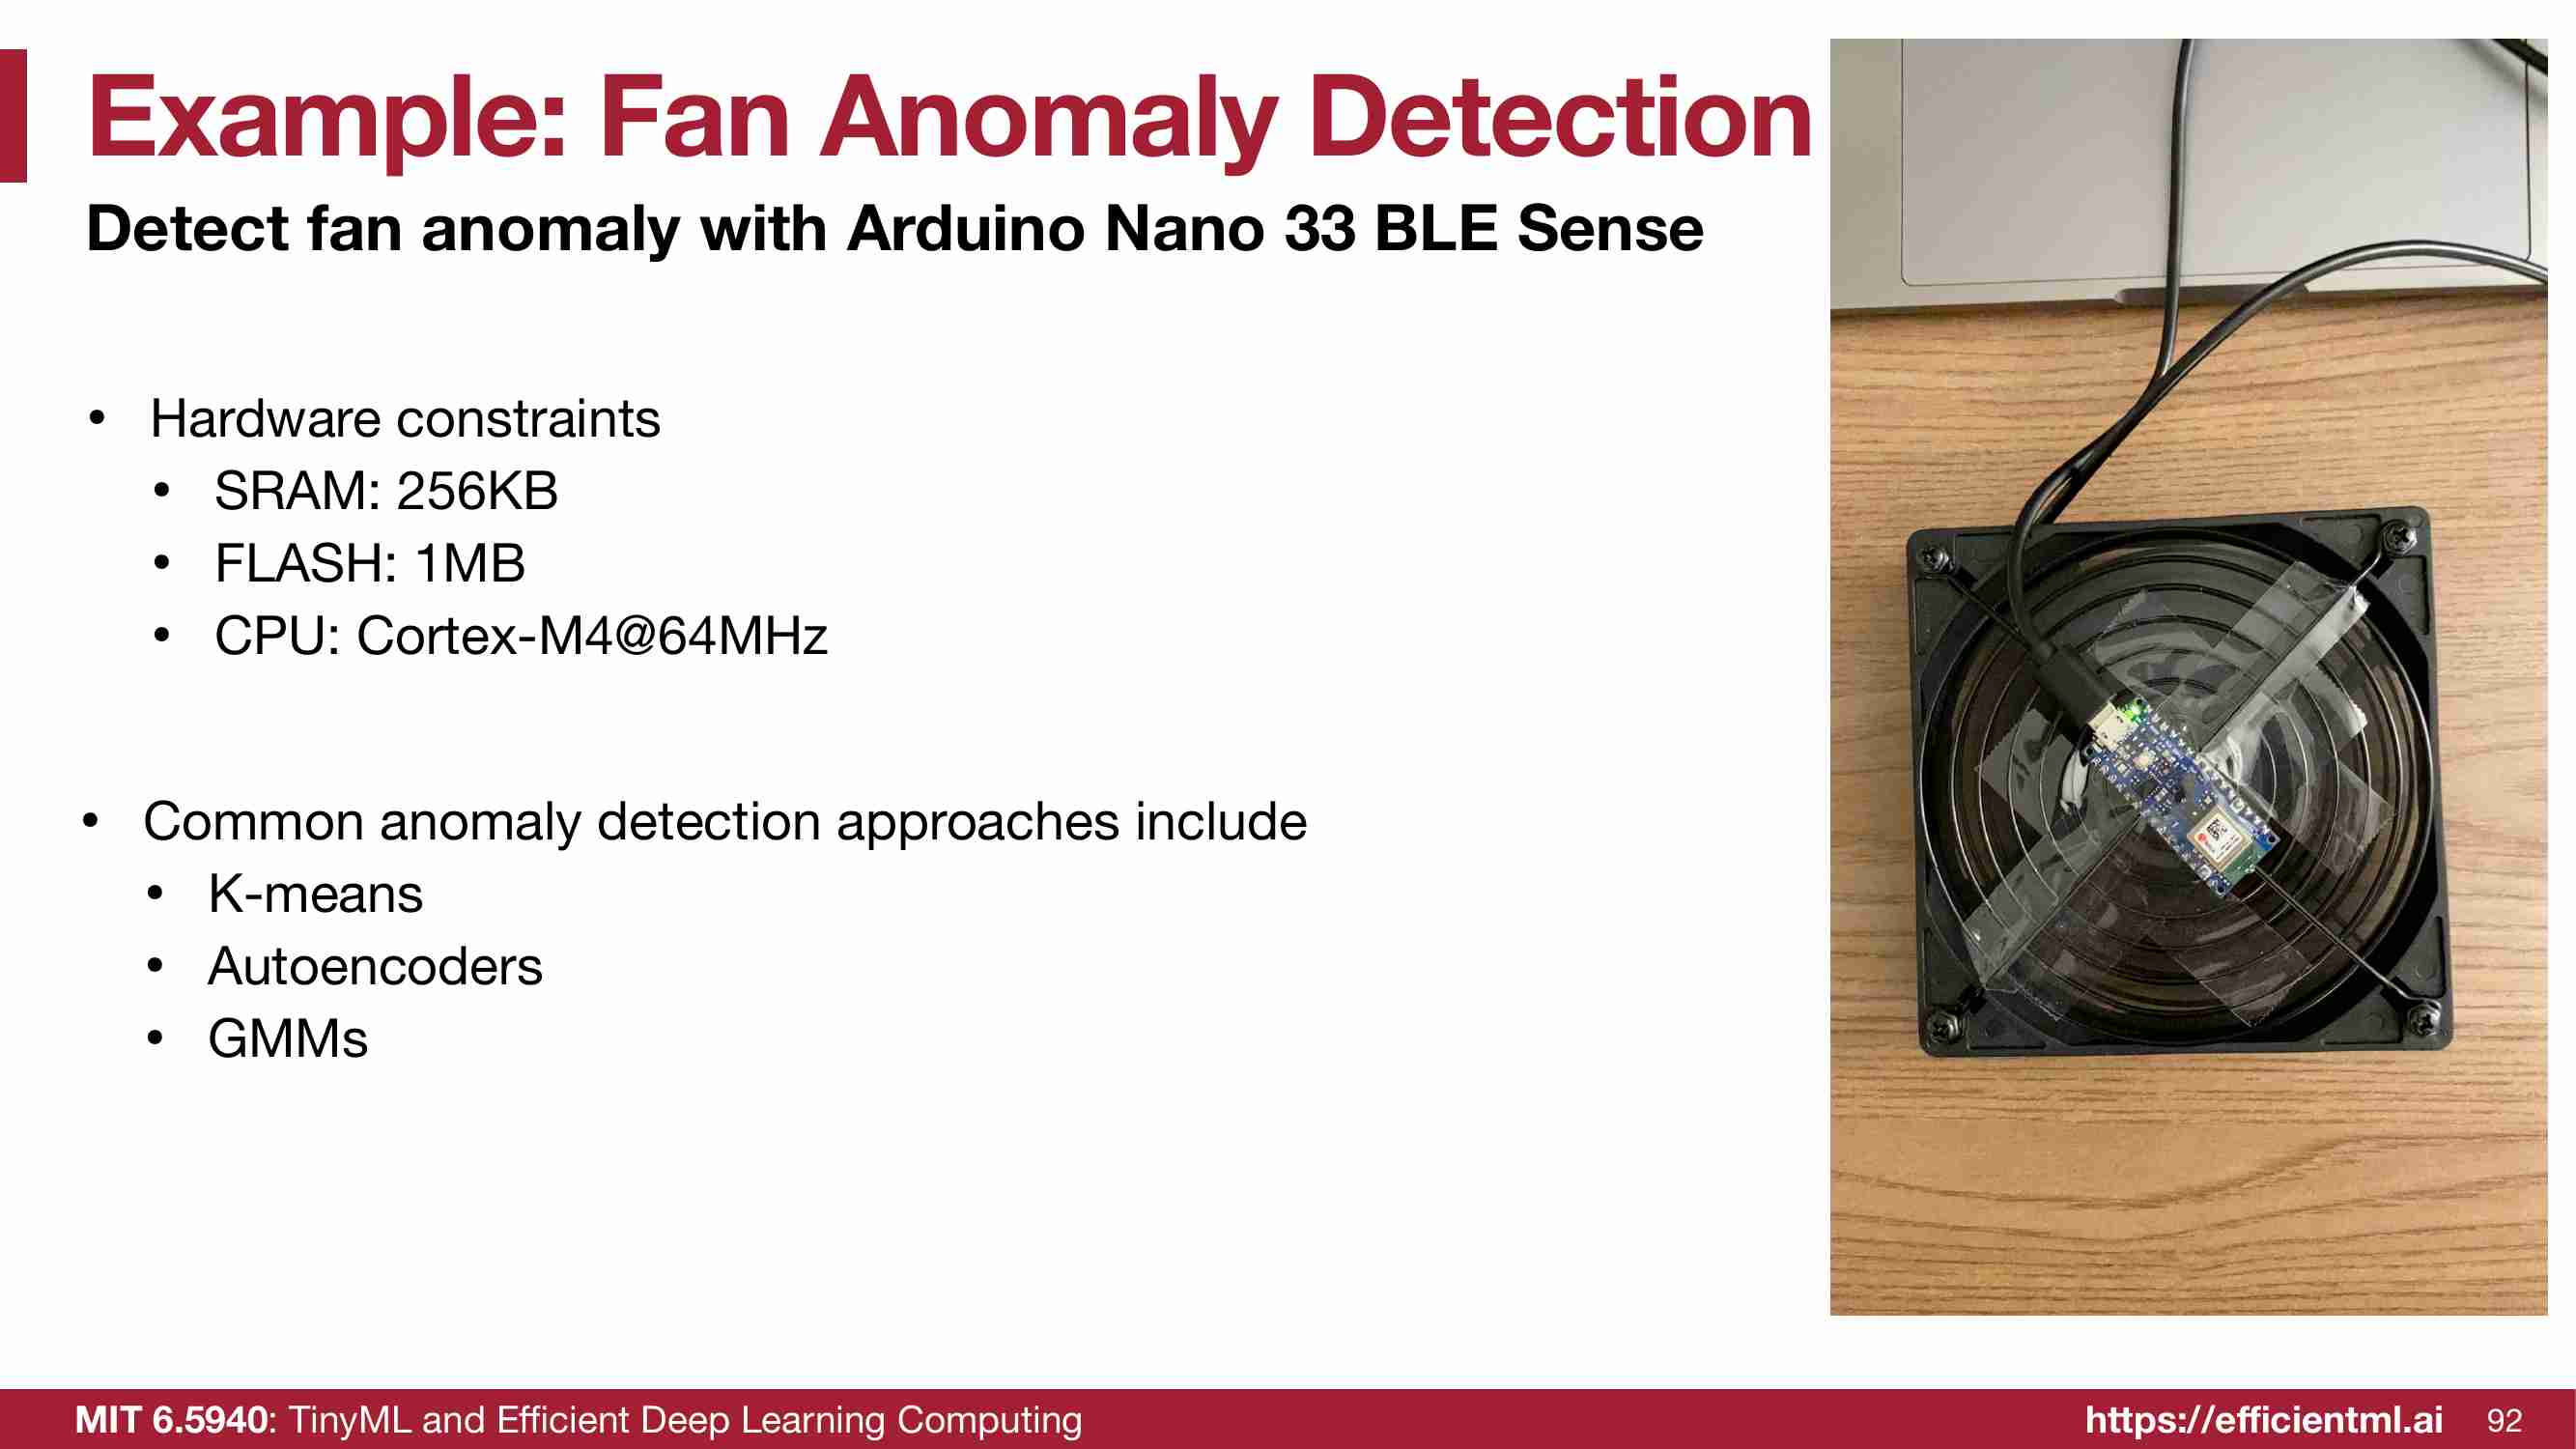 Example: Fan Anomaly Detection
Detect fan anomaly with Arduino Nano 33 BLE Sense
• Hardware constraints
• SRAM: 256KB
• FLASH: 1MB
• CPU: Cortex-M4@64MHz
• Common anomaly detection approaches include
• K-means
• Autoencoders
• GMMs
MIT 6.5940: TinyML and Efficient Deep Learning Computing
https://efficientml.ai 92